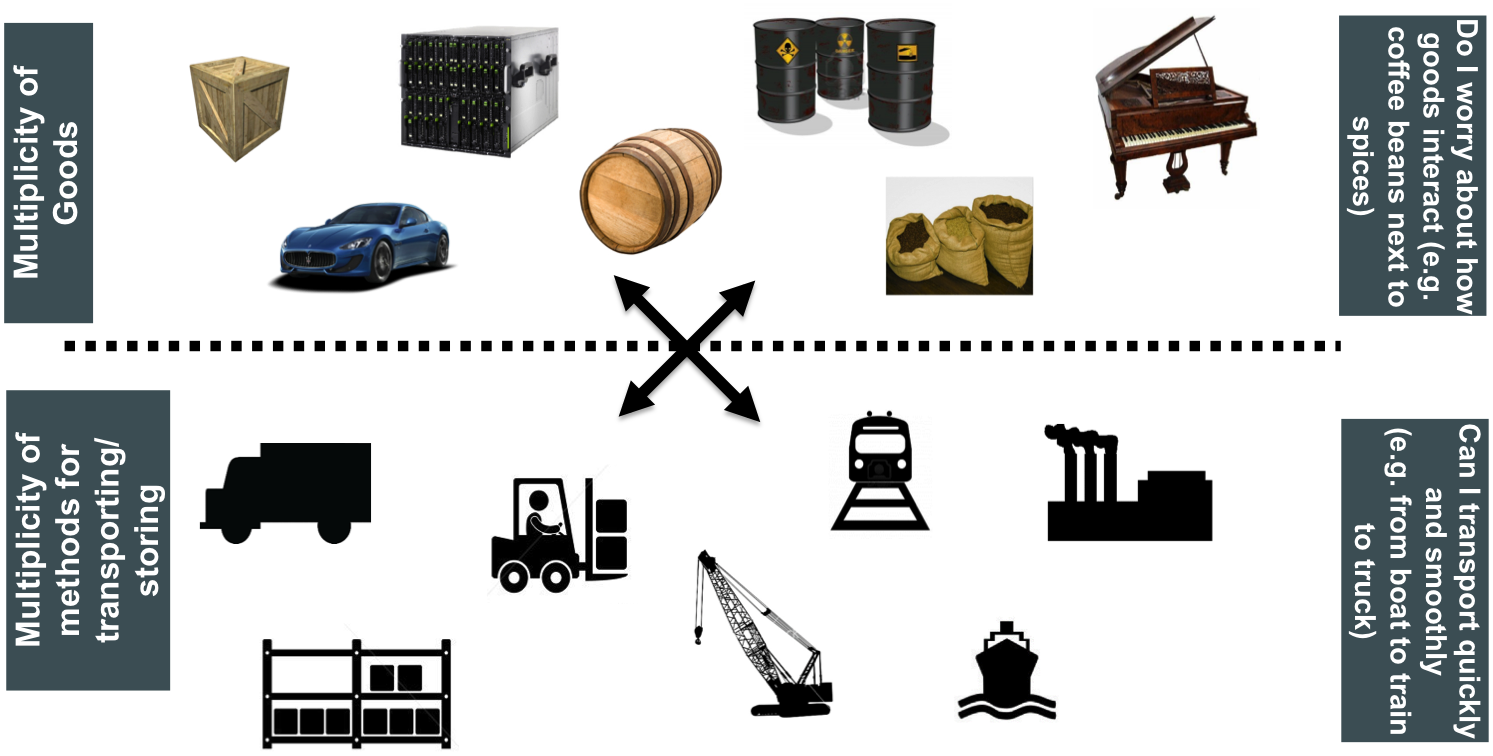 Multiplicity of
Goods
Do I worry about how
goods interact (e.g.
coffee beans next to
spices)
Multiplicity of
methods for
transporting/
storing
Can I transport quickly
and smoothly
(e.g. from boat to train
to truck)